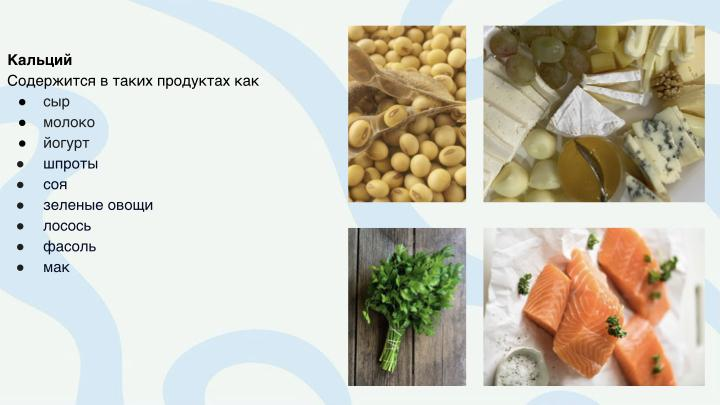 Кальций
Содержится в таких продуктах как
● сыр
● молоко
● йогурт
● шпроты
● соя
● зеленые овощи
● лосось
● фасоль
● мак